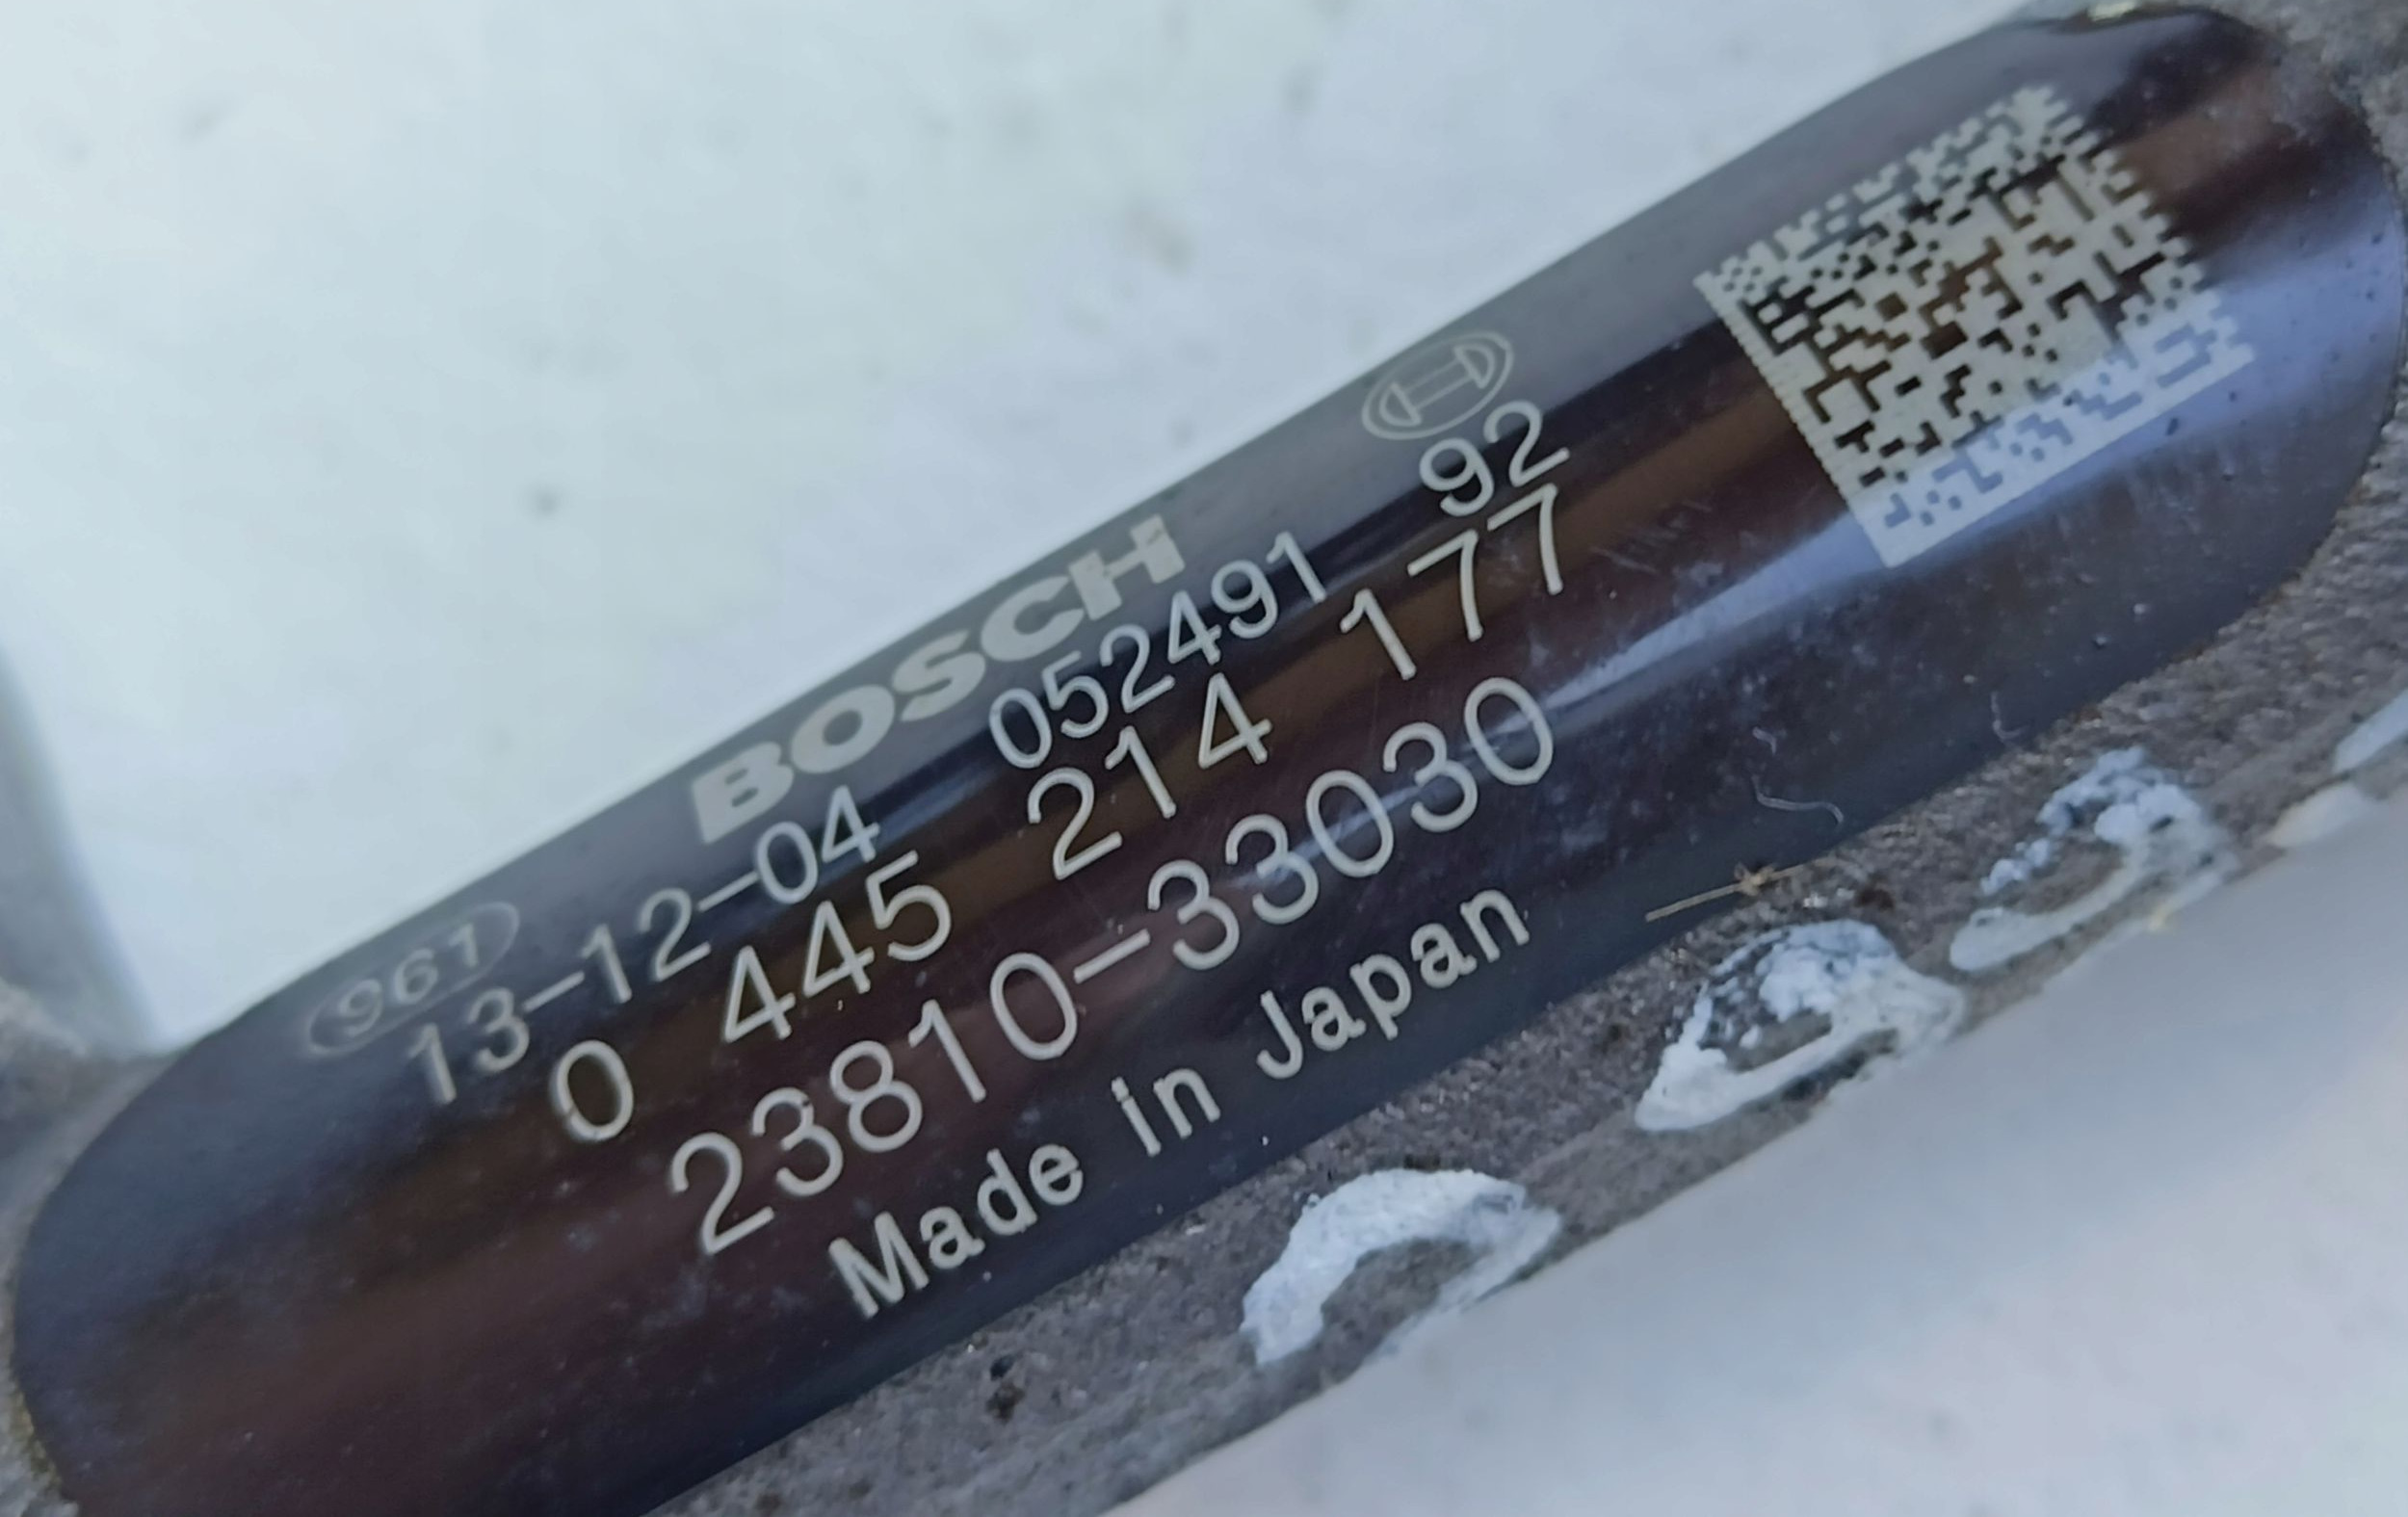 961 BOSCH
13-12-04 052491 92
0 445 214 177
23810-33030
Made in Japan